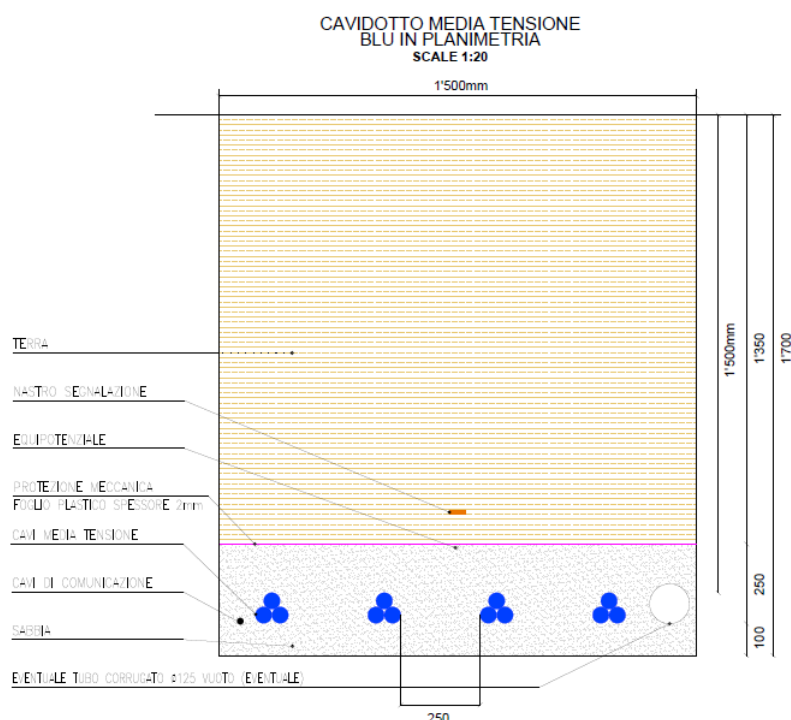 CAVIDOTTO MEDIA TENSIONE
BLU IN PLANIMETRIA
SCALE 1:20
1'500mm
TERRA
NASTRO SEGNALAZIONE
EQUIPOTENZIALE
PROTEZIONE MECCANICA
FOGLIO PLASTICO SPESSORE 2mm
CAVI MEDIA TENSIONE
CAVI DI COMUNICAZIONE
SABBIA
EVENTUALE TUBO CORRUGATO ø125 VUOTO (EVENTUALE)
1'500mm
1'350
1'700
250
100
250